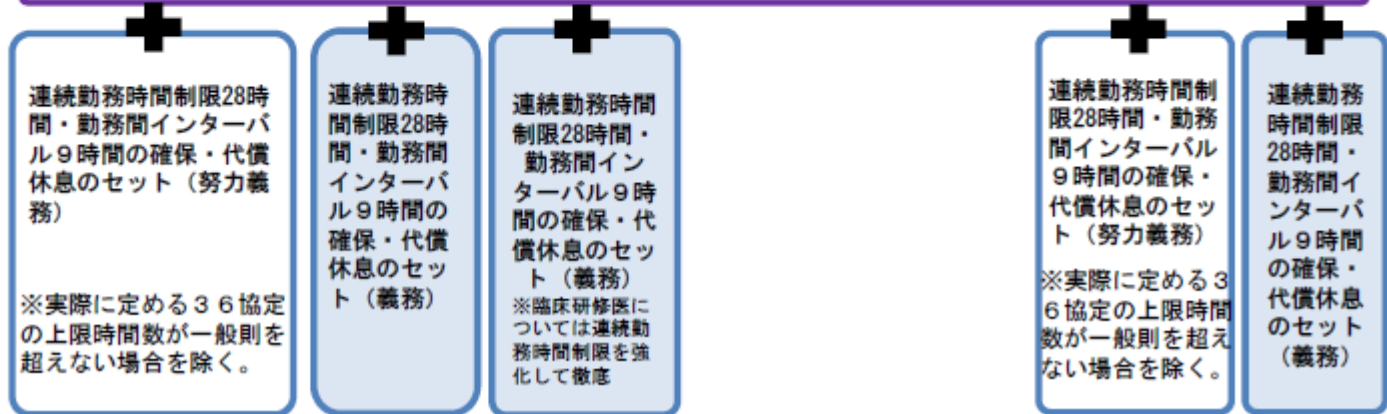 連続勤務時間制限28時
間・勤務間インターバ
ル９時間の確保・代償
休息のセット（努力義
務）
※実際に定める３６協定
の上限時間数が一般則を
超えない場合を除く。
連続勤務時
間制限28時
間・勤務間
インターバ
ル９時間の
確保・代償
休息のセッ
ト（義務）
連続勤務時間
制限28時間・
勤務間イン
ターバル９時
間の確保・代
償休息のセッ
ト（義務）
※臨床研修医に
ついては連続勤
務時間制限を強
化して徹底
連続勤務時間制
限28時間・勤務
間インターバル
９時間の確保・
代償休息のセッ
ト（努力義務）
※実際に定める３
６協定の上限時間
数が一般則を超え
ない場合を除く。
連続勤務
時間制限
28時間・
勤務間イ
ンターバ
ル９時間
の確保・
代償休息
のセット
（義務）